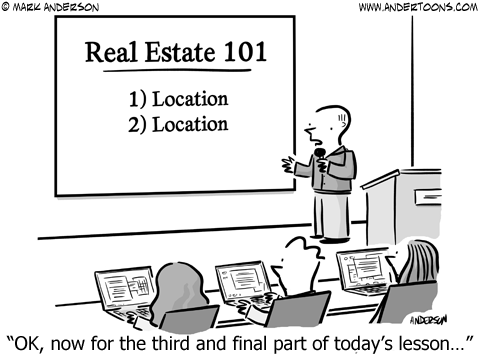 © MARK ANDERSON
WWW.ANDERTOONS.COM
Real Estate 101
1) Location
2) Location
ANDERSON
“OK, now for the third and final part of today’s lesson...”